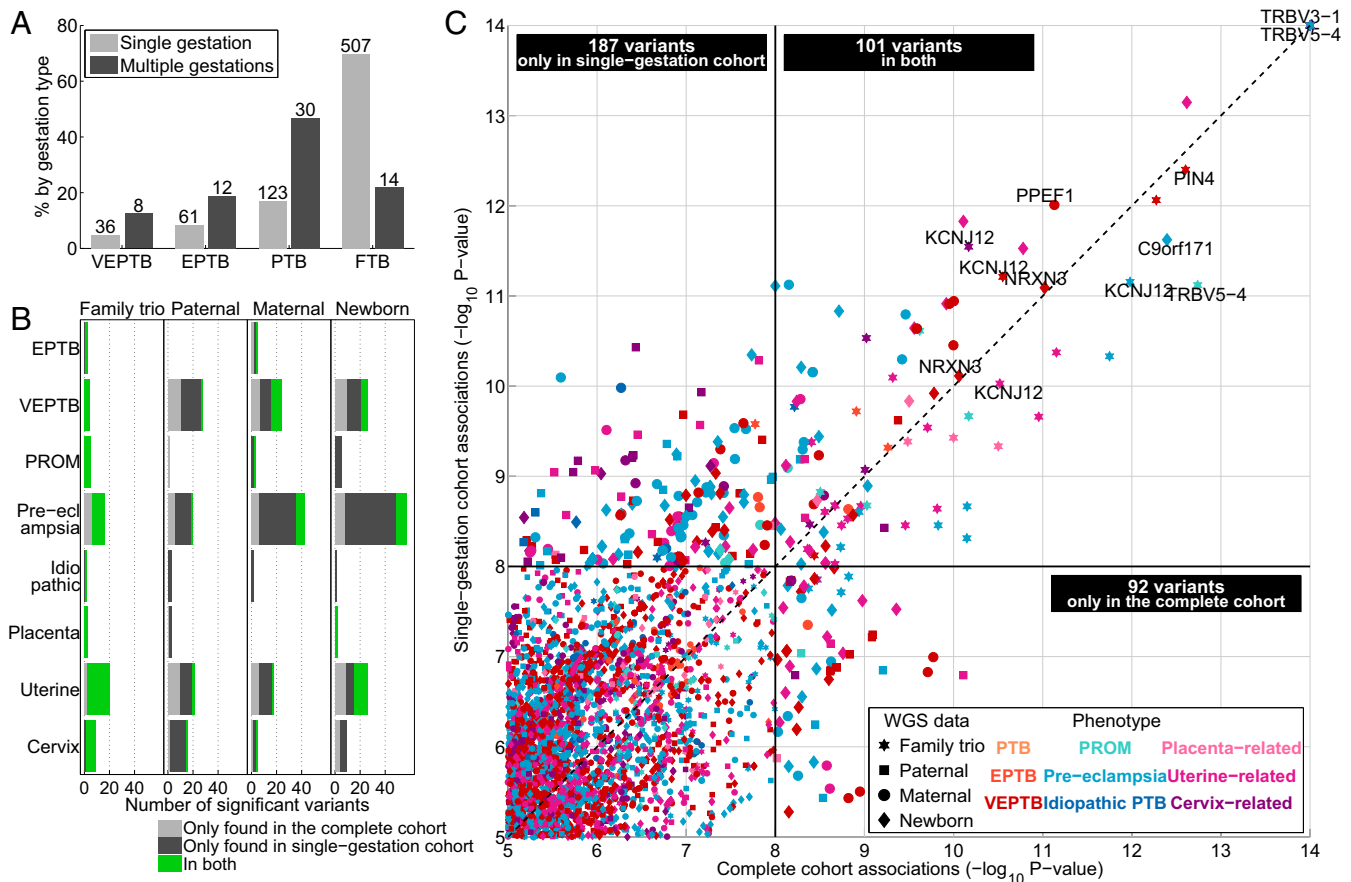 A
80
60
40
20
0
% by gestation type
Single gestation
Multiple gestations
36
8
61
12
123
30
507
14
VEPTB
EPTB
PTB
FTB
B
Family trio
Paternal
Maternal
Newborn
EPTB
VEPTB
PROM
Pre-ecl
ampsia
Idio
pathic
Placenta
Uterine
Cervix
0 20 40
0 20 40
0 20 40
0 20 40
Number of significant variants
Only found in the complete cohort
Only found in single-gestation cohort
In both
C
14
13
12
11
10
9
8
7
6
5
Single-gestation cohort associations (−log10 P-value)
187 variants
only in single-gestation cohort
101 variants
in both
92 variants
only in the complete cohort
TRBV3−1
TRBV5−4
PIN4
PPEF1
KCNJ12
C9orf171
KCNJ12
NRXN3
KCNJ12
TRBV5−4
NRXN3
KCNJ12
WGS data
Family trio
Paternal
Maternal
Newborn
Phenotype
PTB
PROM
Placenta−related
EPTB
Pre−eclampsia
Uterine−related
VEPTB
Idiopathic PTB
Cervix−related
5 6 7 8 9 10 11 12 13 14
Complete cohort associations (−log10 P-value)